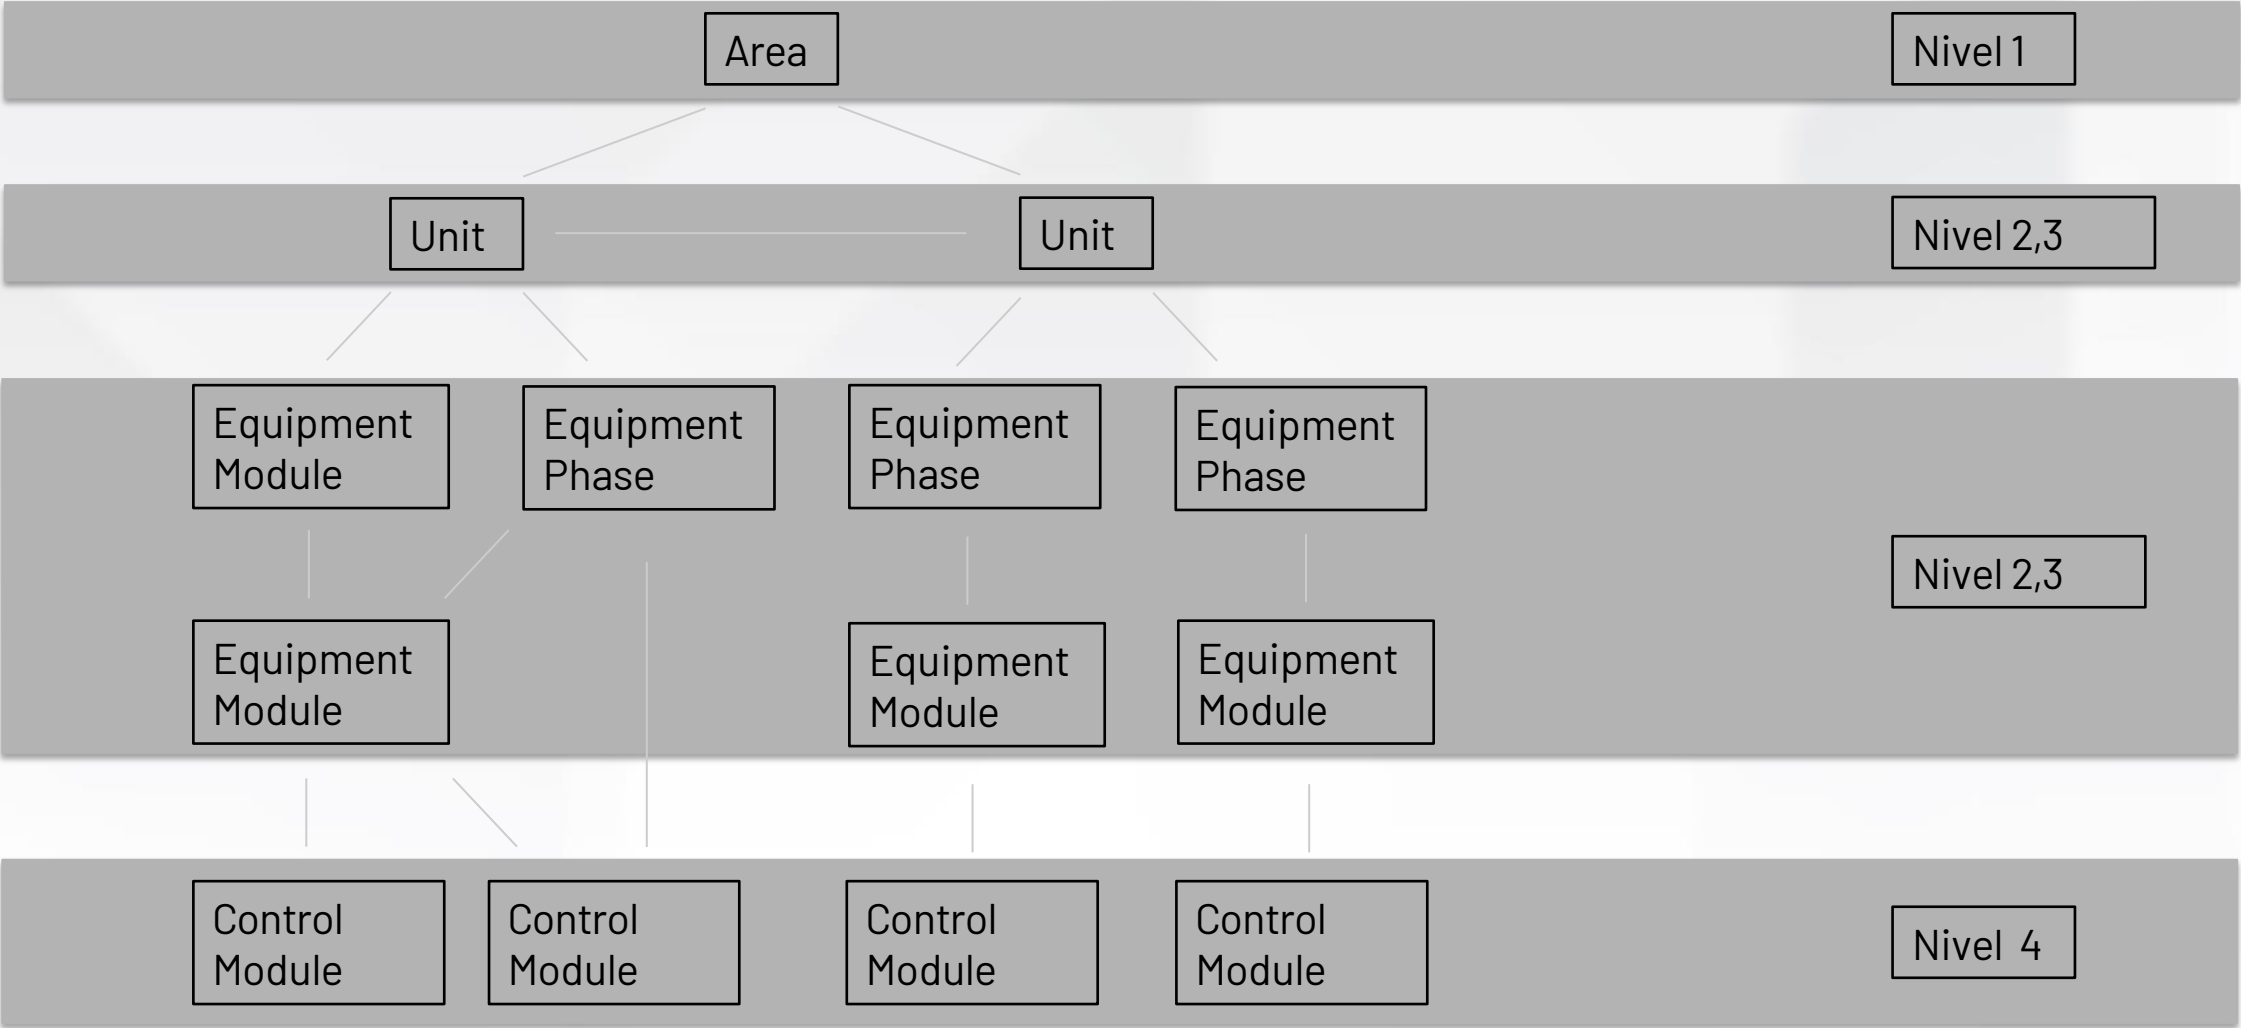 Area
Nivel 1
Unit
Unit
Nivel 2,3
Equipment
Module
Equipment
Phase
Equipment
Phase
Equipment
Phase
Nivel 2,3
Equipment
Module
Equipment
Module
Equipment
Module
Control
Module
Control
Module
Control
Module
Control
Module
Nivel 4